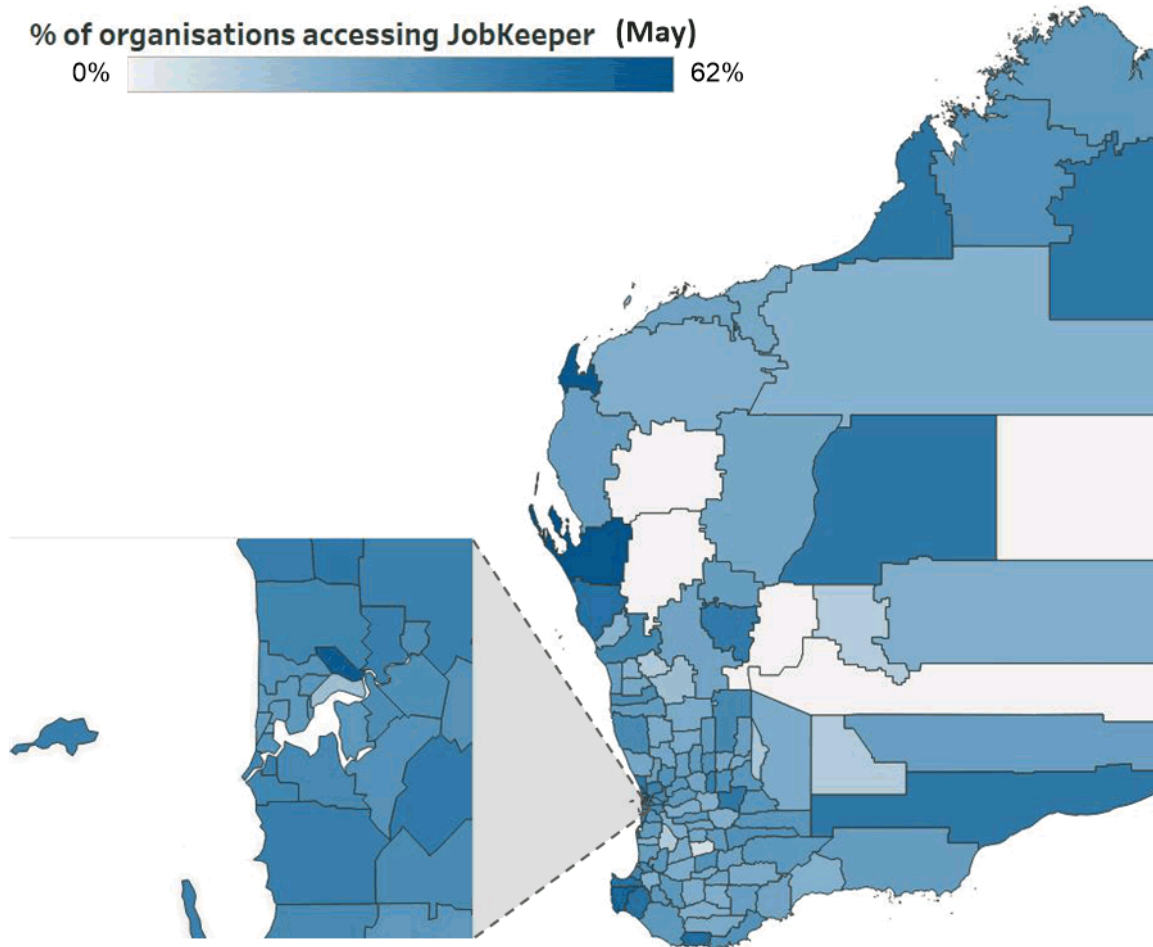 % of organisations accessing JobKeeper (May)
0% 62%